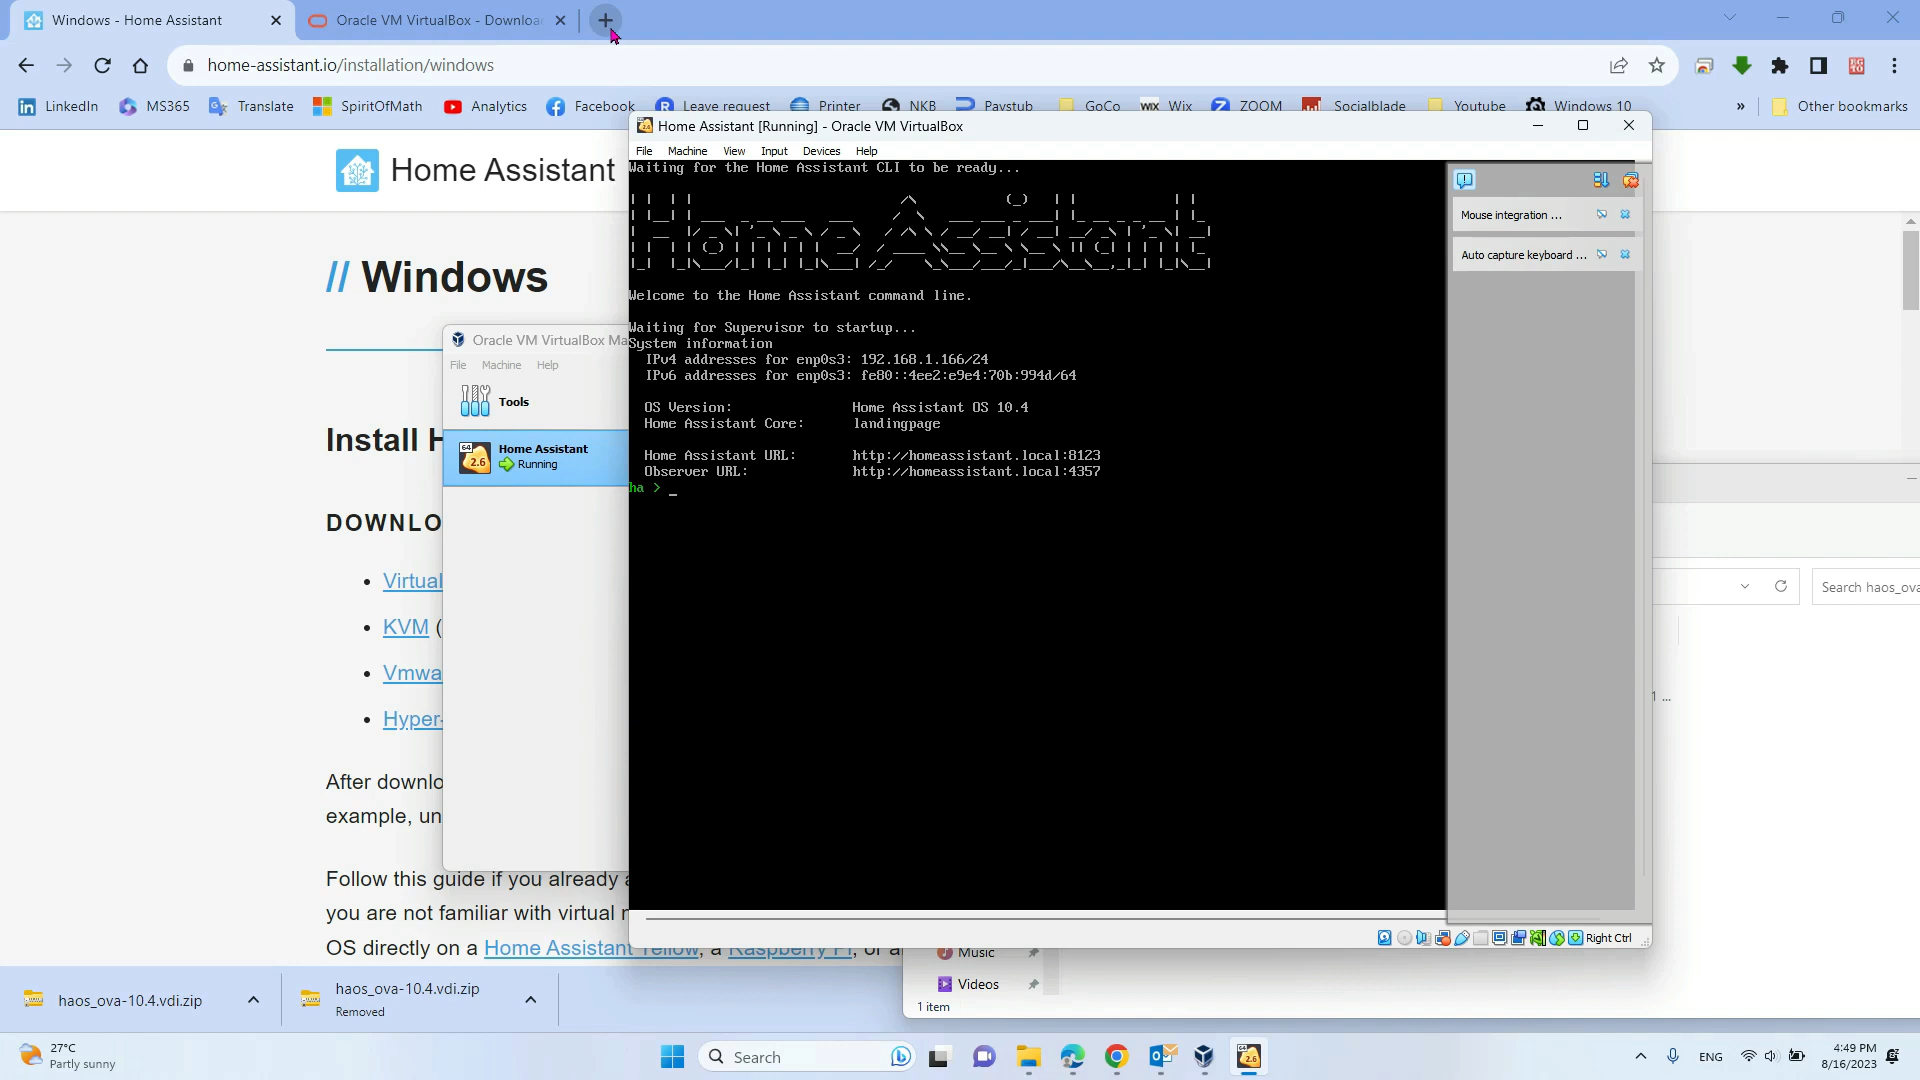 Windows - Home Assistant
Oracle VM VirtualBox - Downloa
home-assistant.io/installation/windows
LinkedIn
MS365
Translate
SpiritOfMath
Analytics
Facebook
Leave request
Printer
NKB
Paystub
GoCo
Wix
ZOOM
Socialblade
Youtube
Windows 10
»
Other bookmarks
Home Assistant
// Windows
Install H
DOWNLO
Virtual
KVM (
Vmwa
Hyper-
After downlo
example, un
Follow this guide if you already a
you are not familiar with virtual
OS directly on a Home Assistant Yellow, a Raspberry Pi, or a
Oracle VM VirtualBox Ma
File Machine Help
Tools
64
2.6
Home Assistant
Running
Home Assistant [Running] - Oracle VM VirtualBox
File Machine View Input Devices Help
Waiting for the Home Assistant CLI to be ready...
Home Assistant
Welcome to the Home Assistant command line.
Waiting for Supervisor to startup...
System information
IPv4 addresses for enp0s3: 192.168.1.166/24
IPv6 addresses for enp0s3: fe80::4ee2:e9e4:70b:994d/64
OS Version: Home Assistant OS 10.4
Home Assistant Core: landingpage
Home Assistant URL: http://homeassistant.local:8123
Observer URL: http://homeassistant.local:4357
ha > _
Mouse integration ...
Auto capture keyboard ...
Right Ctrl
Search haos_ova
1 ...
Music
Videos
1 item
haos_ova-10.4.vdi.zip
haos_ova-10.4.vdi.zip
Removed
27°C
Partly sunny
Search
ENG
4:49 PM
8/16/2023